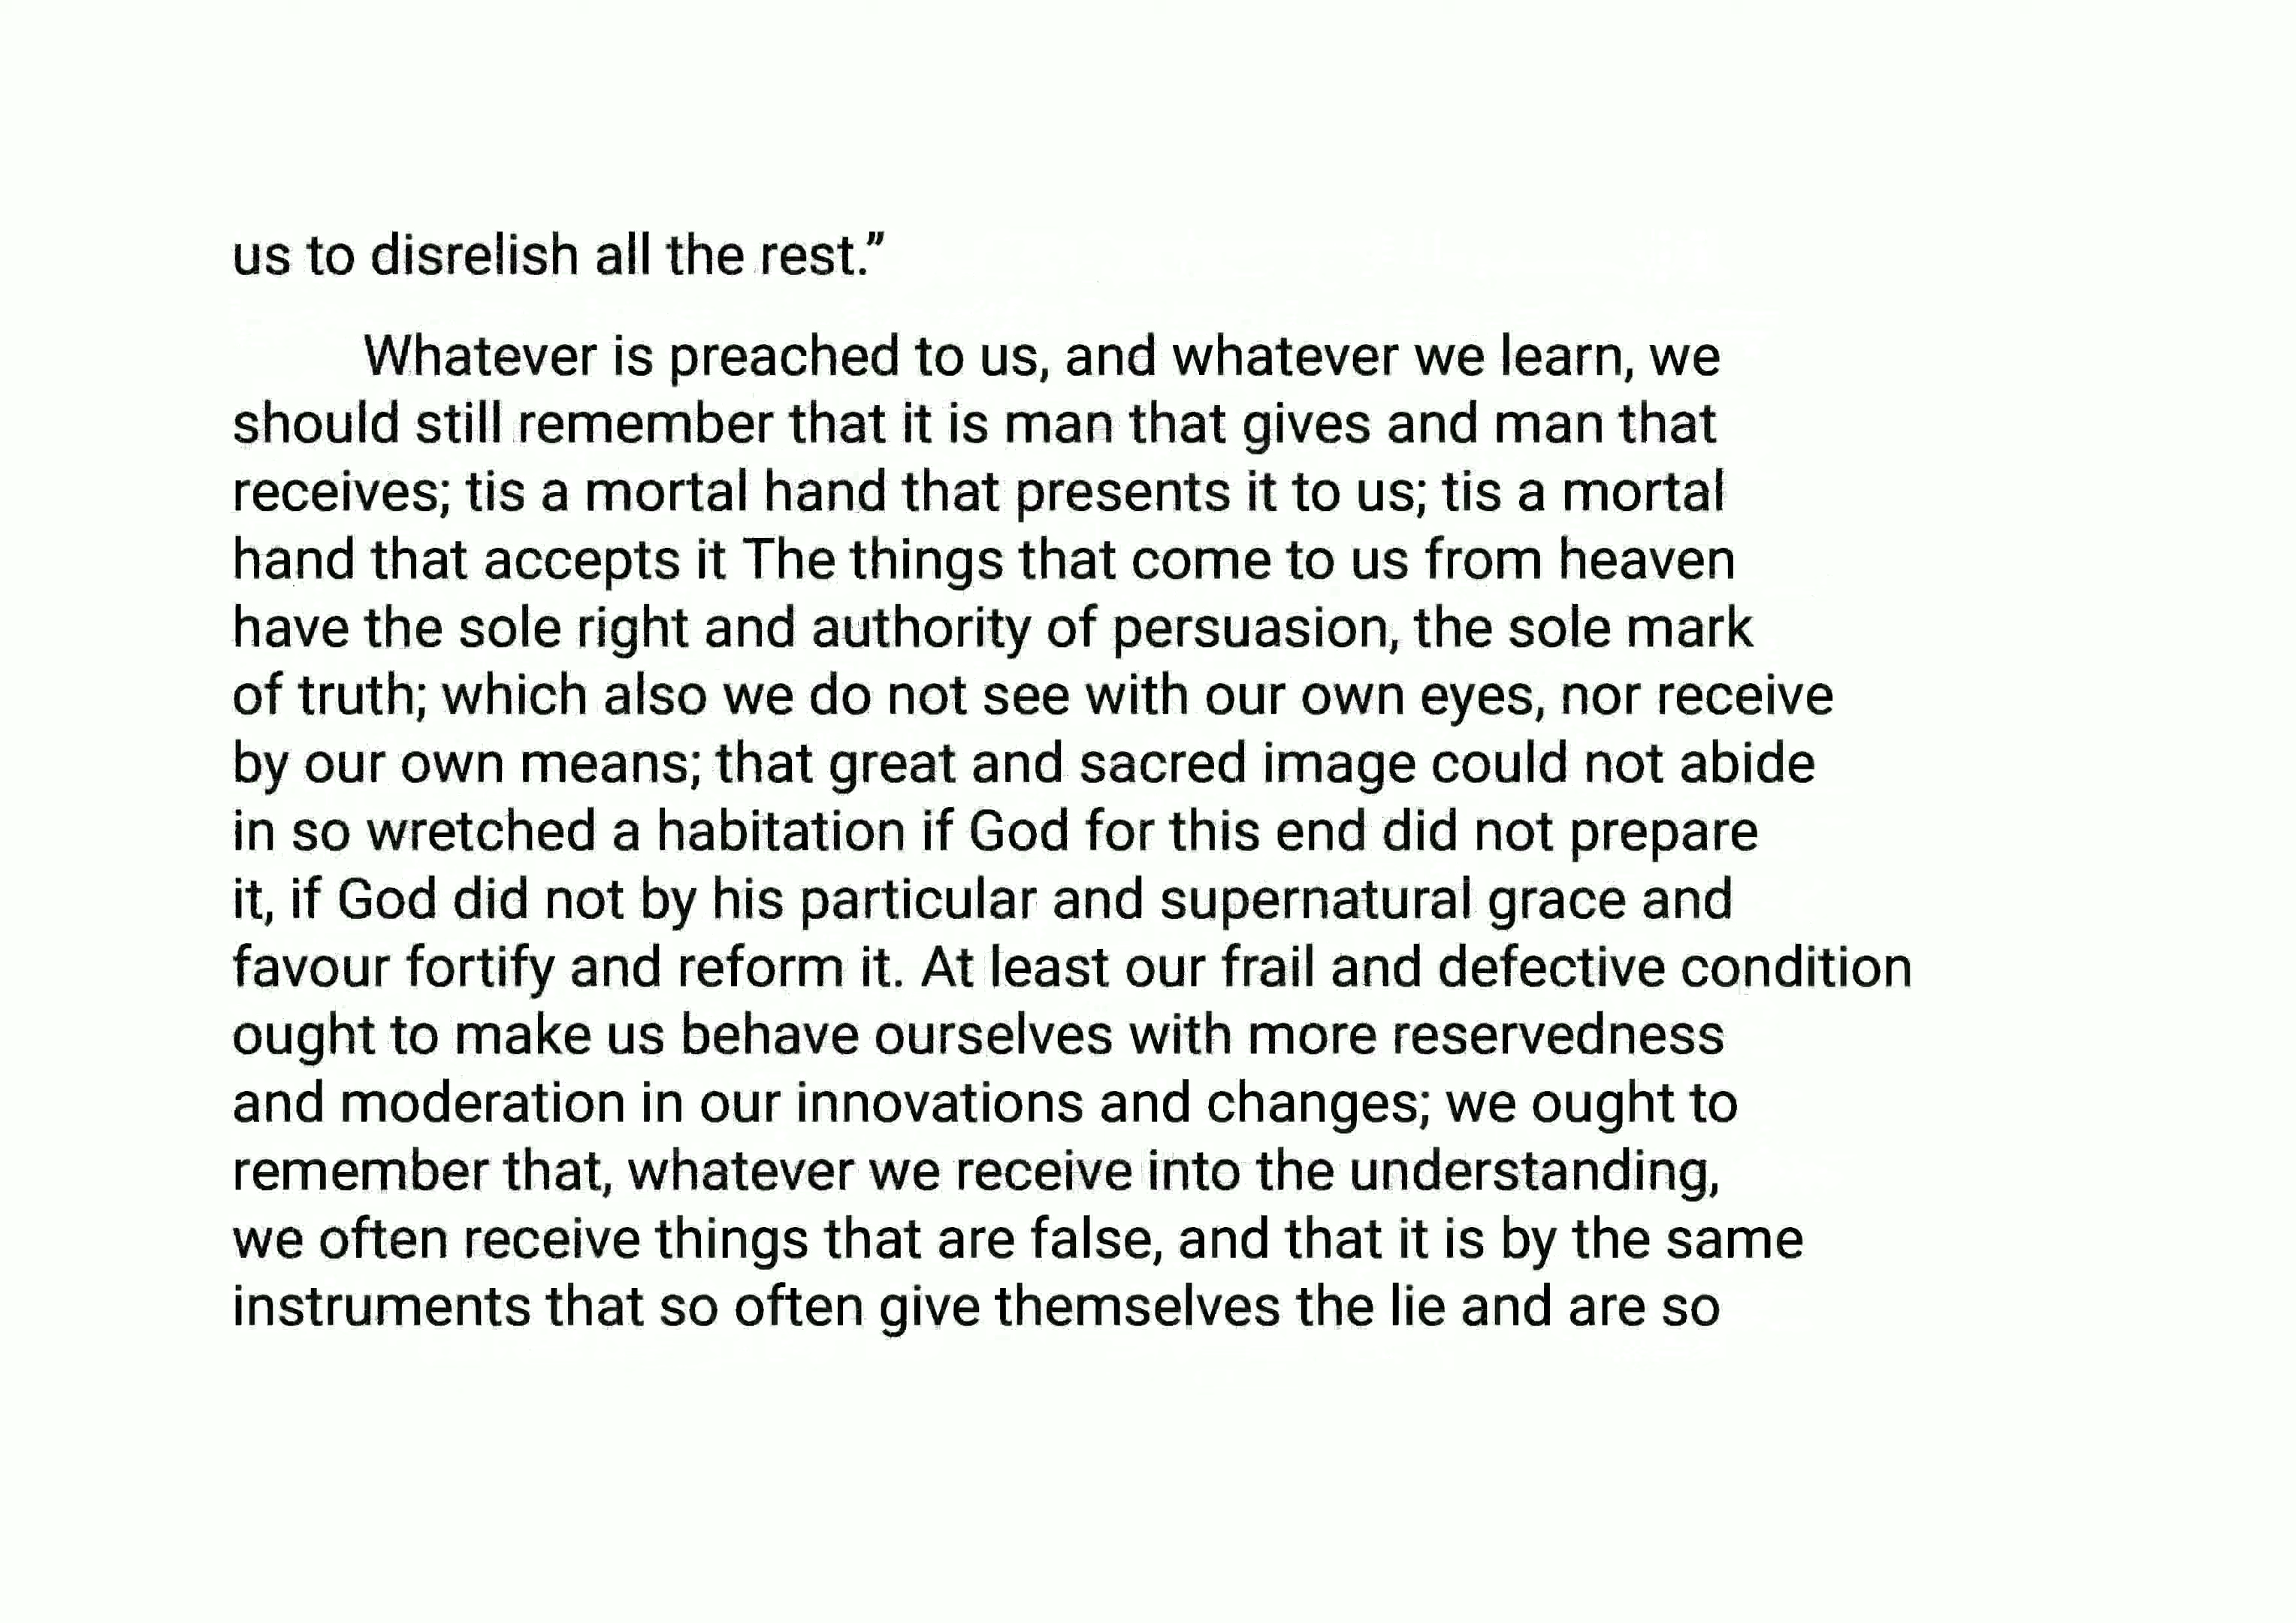 us to disrelish all the rest.”
Whatever is preached to us, and whatever we learn, we
should still remember that it is man that gives and man that
receives; tis a mortal hand that presents it to us; tis a mortal
hand that accepts it The things that come to us from heaven
have the sole right and authority of persuasion, the sole mark
of truth; which also we do not see with our own eyes, nor receive
by our own means; that great and sacred image could not abide
in so wretched a habitation if God for this end did not prepare
it, if God did not by his particular and supernatural grace and
favour fortify and reform it. At least our frail and defective condition
ought to make us behave ourselves with more reservedness
and moderation in our innovations and changes; we ought to
remember that, whatever we receive into the understanding,
we often receive things that are false, and that it is by the same
instruments that so often give themselves the lie and are so